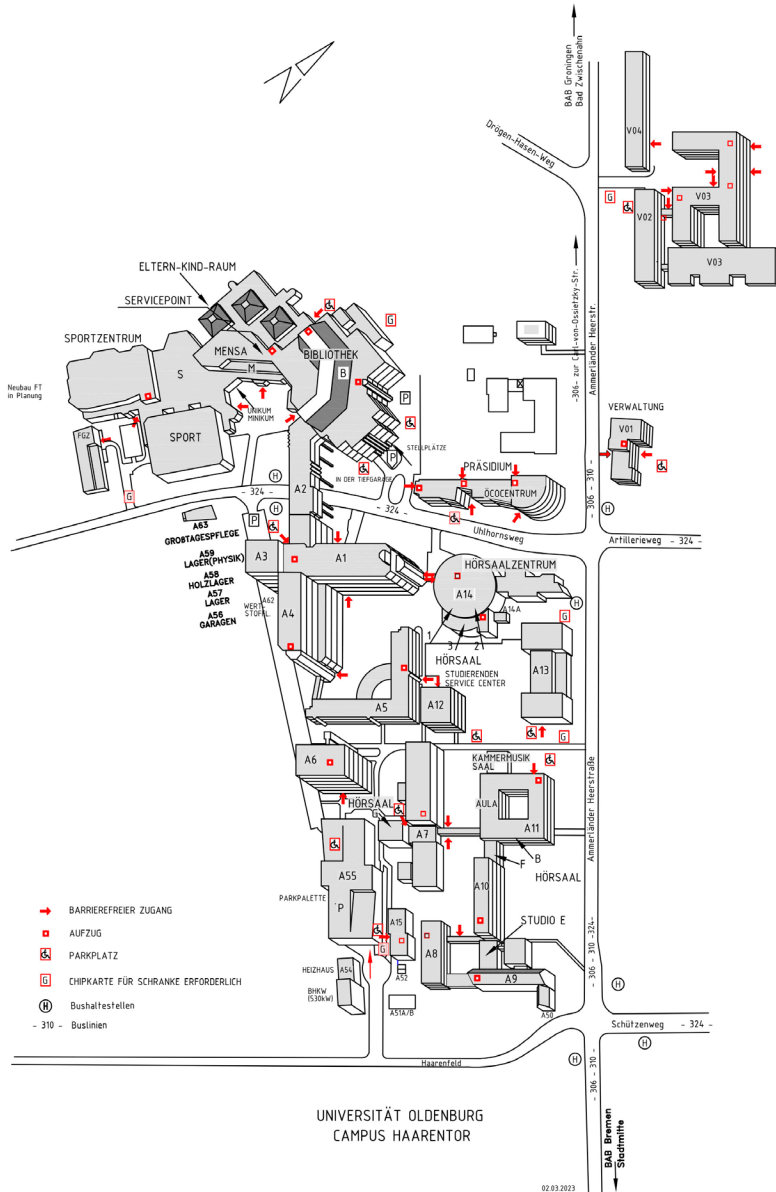 BAB Groningen
Bad Zwischenahn
Drögen-Hasen-Weg
V04
V03
G
V02
V03
-306- zur Carl-von-Ossietzky-Str.
Ammerländer Heerstr.
ELTERN-KIND-RAUM
SERVICEPOINT
SPORTZENTRUM
MENSA
M
BIBLIOTHEK
B
G
S
Neubau FT
in Planung
UNIKUM
MINIKUM
P
VERWALTUNG
V01
FGZ
SPORT
STELLPLÄTZE
P
IN DER TIEFGARAGE
PRÄSIDIUM
ÖCOCENTRUM
- 306 - 310 -
G
H
A2
- 324 -
- 324 -
H
H
A63
GROßTAGSPFLEGE
P
Uhlhornsweg
Artillerieweg - 324 -
A59
LAGER(PHYSIK)
A3
A1
HÖRSAALZENTRUM
A58
HOLZLAGER
A57
LAGER
A56
GARAGEN
A62
WERT-
STOFFL.
A4
A14
A14A
H
G
1
3
2
HÖRSAAL
STUDIERENDEN
SERVICE CENTER
A13
A5
A12
G
A6
KAMMERMUSIK
SAAL
HÖRSAAL
G
AULA
A11
A7
Ammerländer Heerstraße
F
B
HÖRSAAL
A55
PARKPALETTE
P
A10
STUDIO E
A15
G
A8
A9
HEIZHAUS
A54
A52
BHKW
(530kW)
A51A/B
A50
- 306 - 310 -324-
H
BARRIEREFREIER ZUGANG
AUFZUG
PARKPLATZ
G CHIPKARTE FÜR SCHRANKE ERFORDERLICH
H Bushaltestellen
- 310 - Buslinien
Schützenweg - 324 -
H
Haarenfeld
H
- 306 - 310 -
UNIVERSITÄT OLDENBURG
CAMPUS HAARENTOR
BAB Bremen
Stadtmitte
02.03.2023